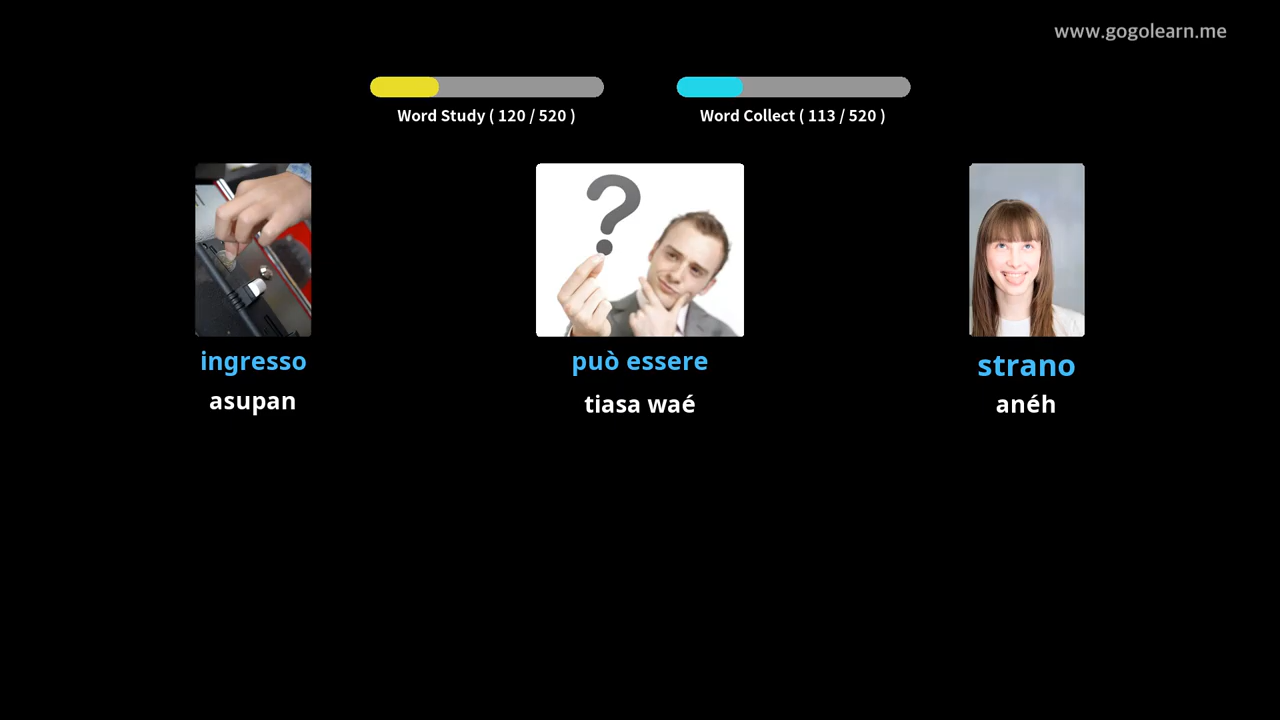 www.gogolearn.me
Word Study ( 120 / 520 )
Word Collect ( 113 / 520 )
ingresso
asupan
può essere
tiasa waé
strano
anéh